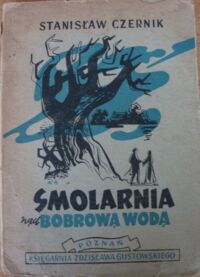 STANISŁAW CZERNIK
SMOLARNIA
nad BOBROWĄ WODĄ
POZNAŃ
KSIĘGARNIA ZDZISŁAWA GUSTOWSKIEGO